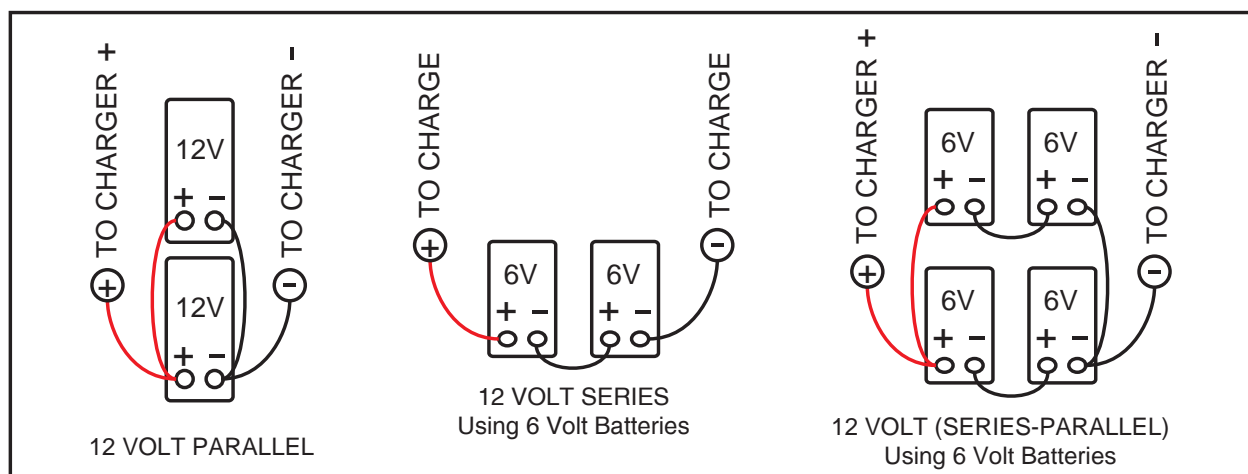 TO CHARGER +
TO CHARGER -
12V
+ -
12V
+ -
+
-
12 VOLT PARALLEL
TO CHARGE
TO CHARGE
+
-
6V
6V
+ -
+ -
12 VOLT SERIES
Using 6 Volt Batteries
TO CHARGER +
TO CHARGER -
6V
6V
+ -
+ -
+
-
6V
6V
+ -
+ -
12 VOLT (SERIES-PARALLEL)
Using 6 Volt Batteries